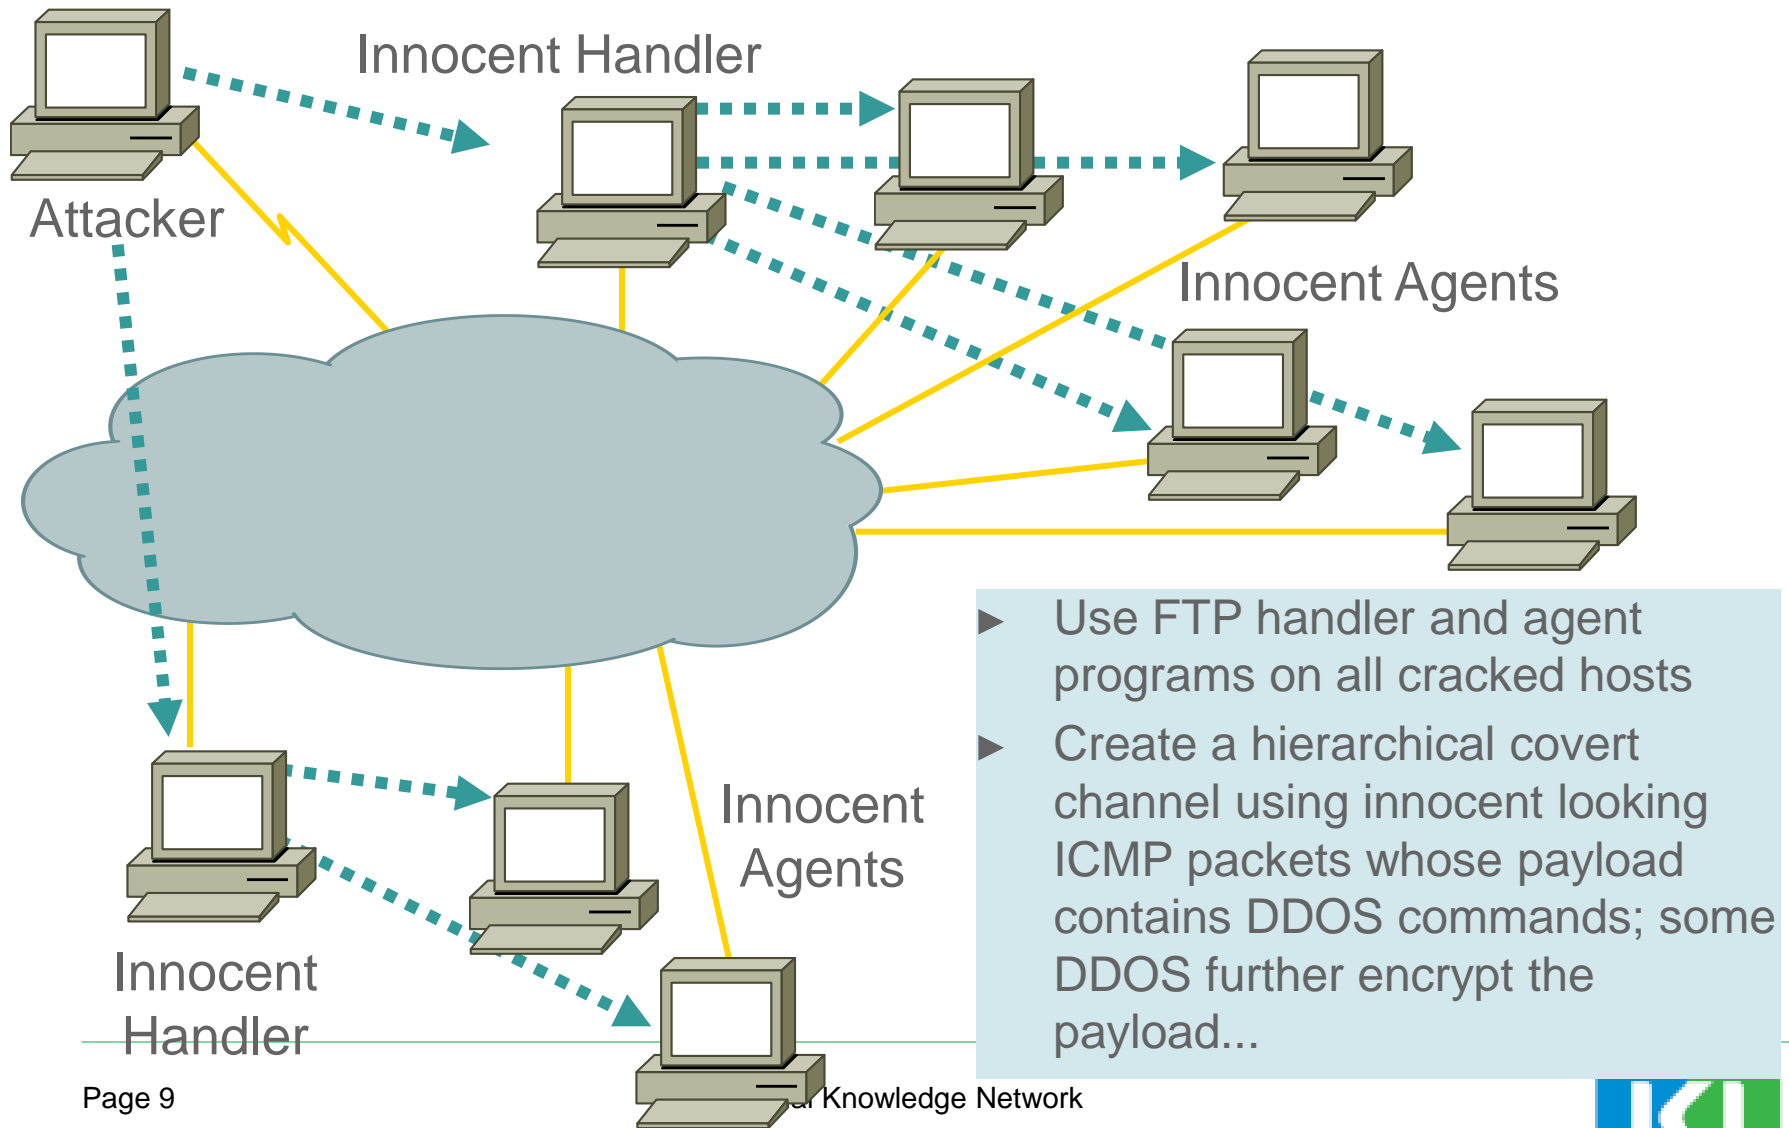 Innocent Handler
Attacker
Innocent Agents
Innocent
Agents
Innocent
Handler
► Use FTP handler and agent
programs on all cracked hosts
► Create a hierarchical covert
channel using innocent looking
ICMP packets whose payload
contains DDOS commands; some
DDOS further encrypt the
payload...
Page 9
Knowledge Network